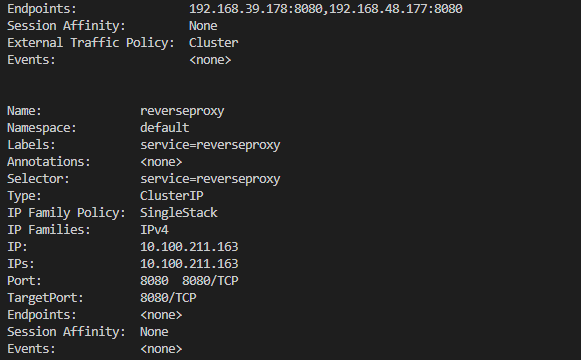 Endpoints:                192.168.39.178:8080,192.168.48.177:8080
Session Affinity:         None
External Traffic Policy:  Cluster
Events:                   <none>
Name:              reverseproxy
Namespace:         default
Labels:            service=reverseproxy
Annotations:       <none>
Selector:          service=reverseproxy
Type:              ClusterIP
IP Family Policy:  SingleStack
IP Families:       IPv4
IP:                10.100.211.163
IPs:               10.100.211.163
Port:              8080  8080/TCP
TargetPort:        8080/TCP
Endpoints:         <none>
Session Affinity:  None
Events:            <none>